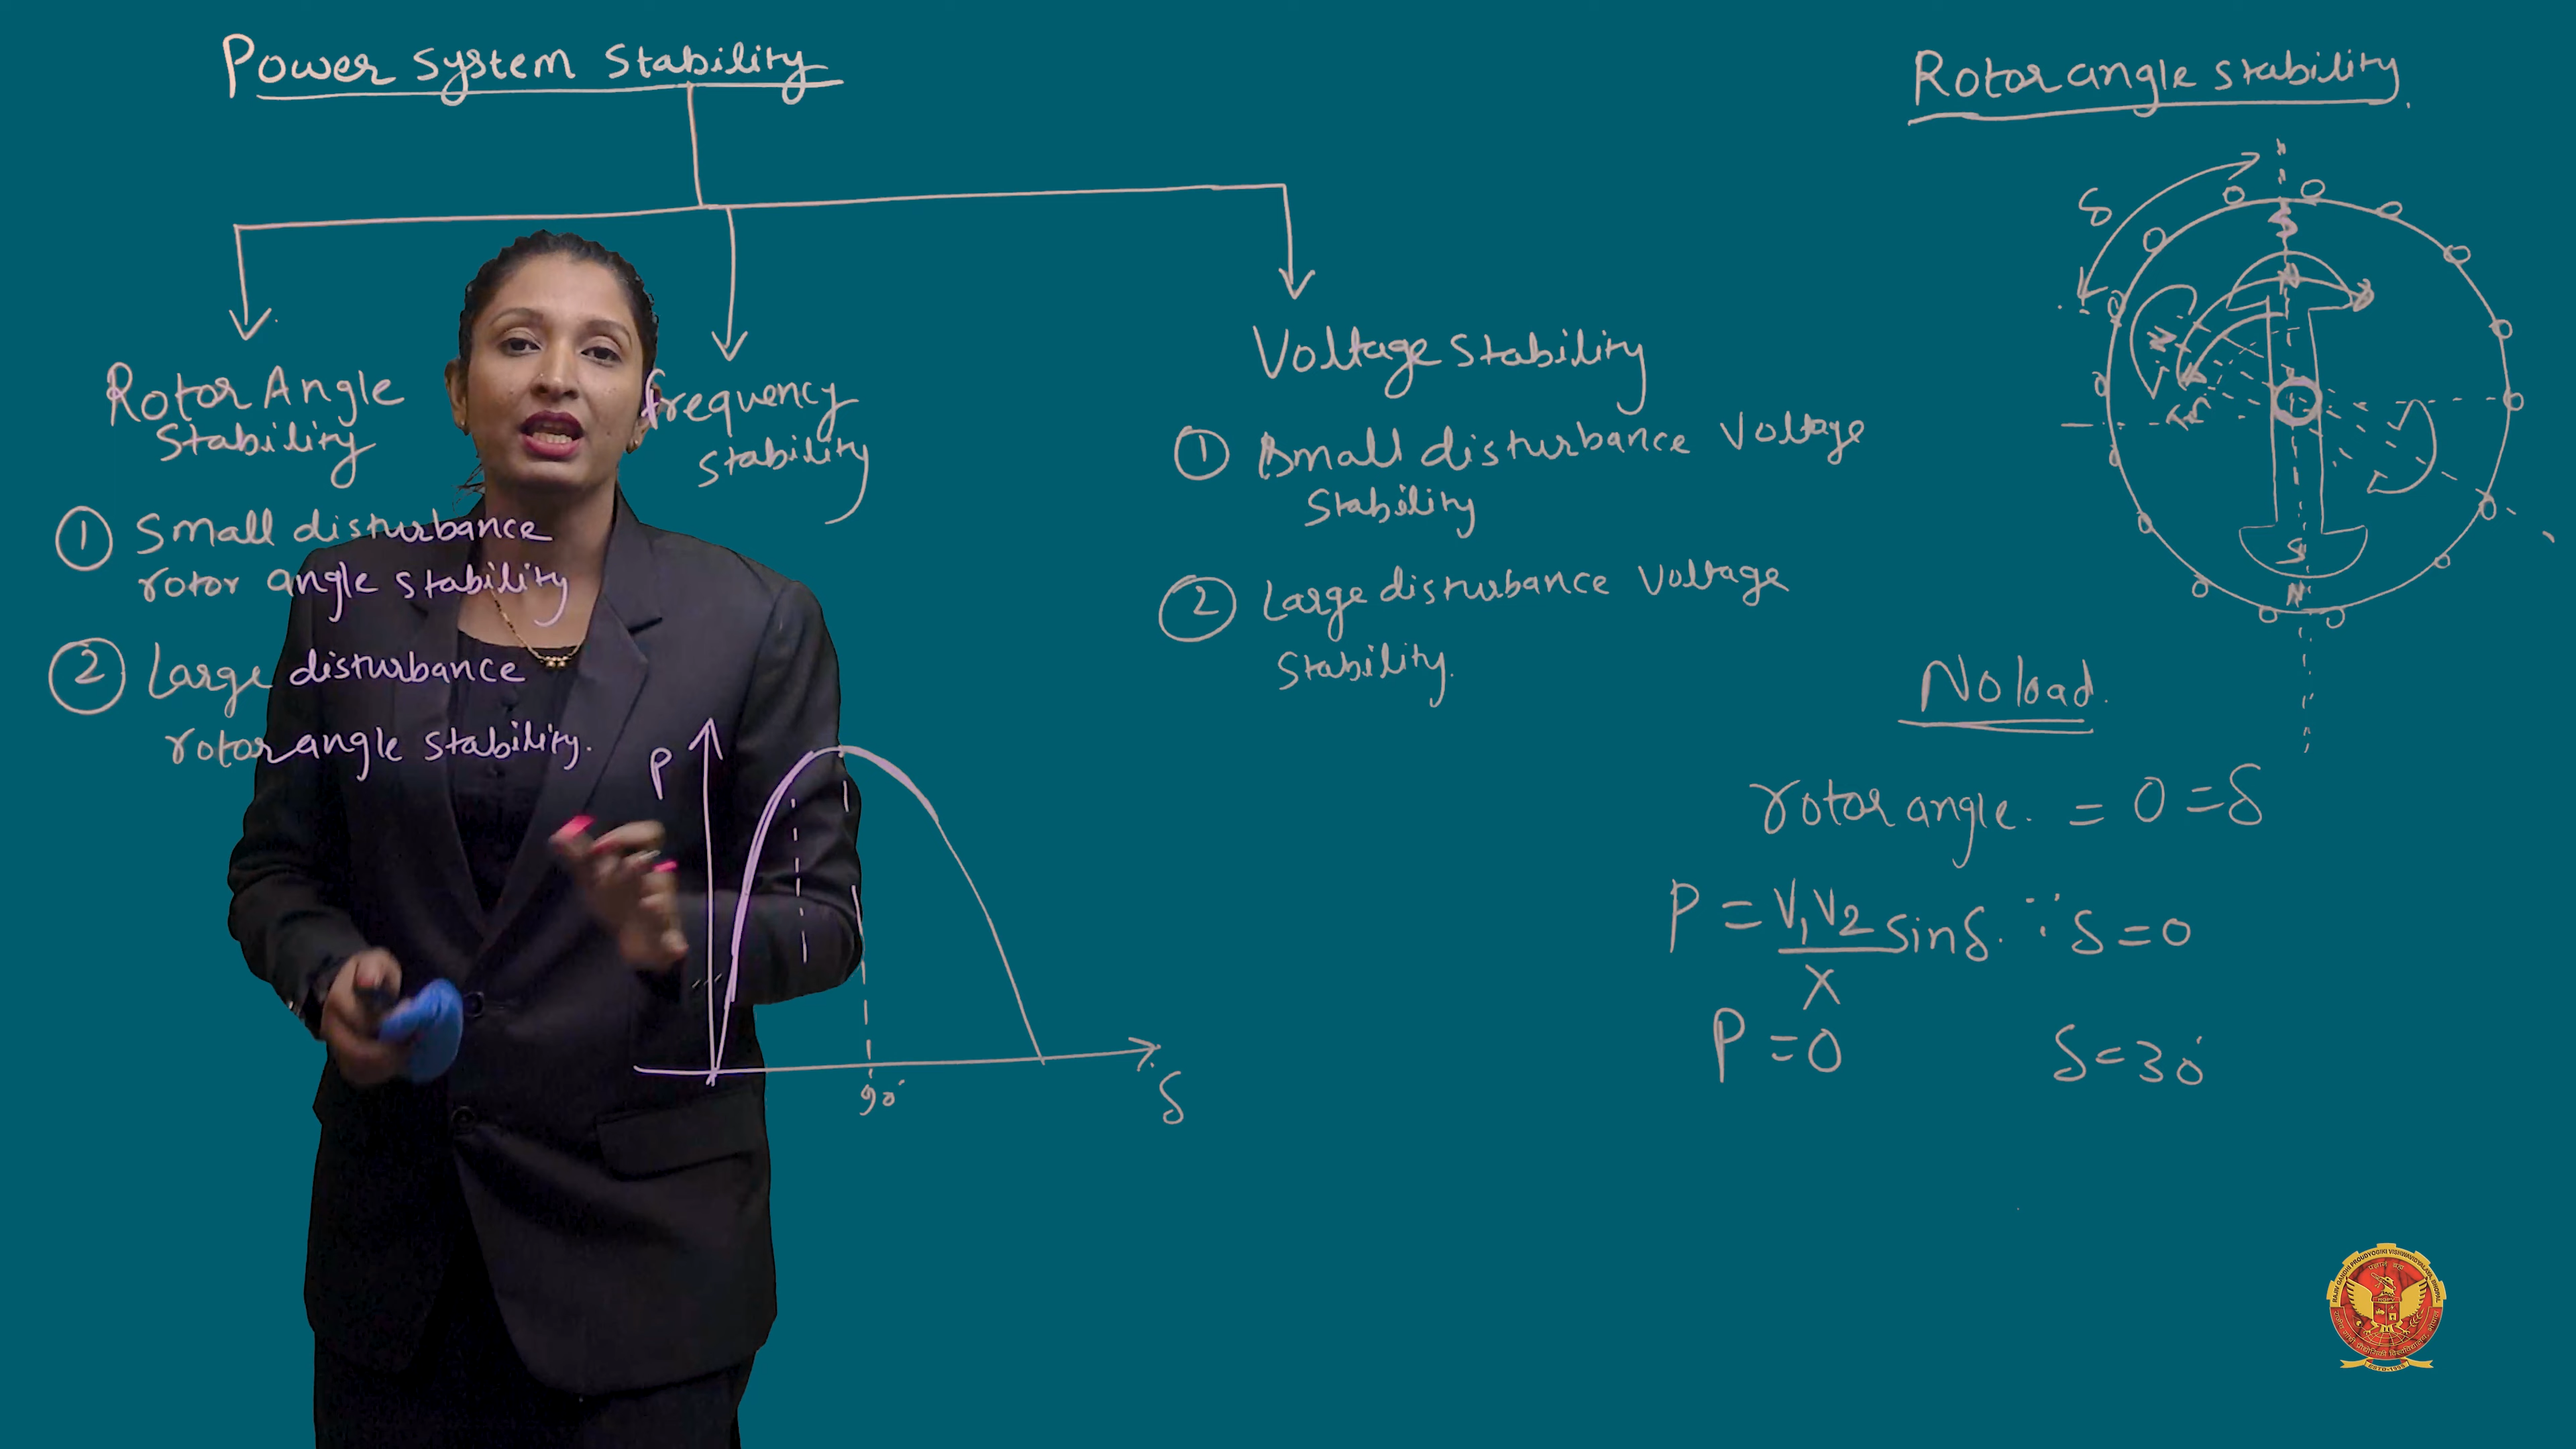 Power system stability
Rotor Angle
Stability
① Small disturbance
rotor angle stability
② Large disturbance
rotor angle stability.
frequency
stability
Voltage stability
① Small disturbance Voltage
Stability
② Large disturbance Voltage
Stability.
P
90°
δ
Rotor angle stability
δ
S
N
S
N
No load.
rotor angle. = 0 = δ
P = V₁V₂/X sinδ. ∵ δ = 0
P = 0 δ = 30°